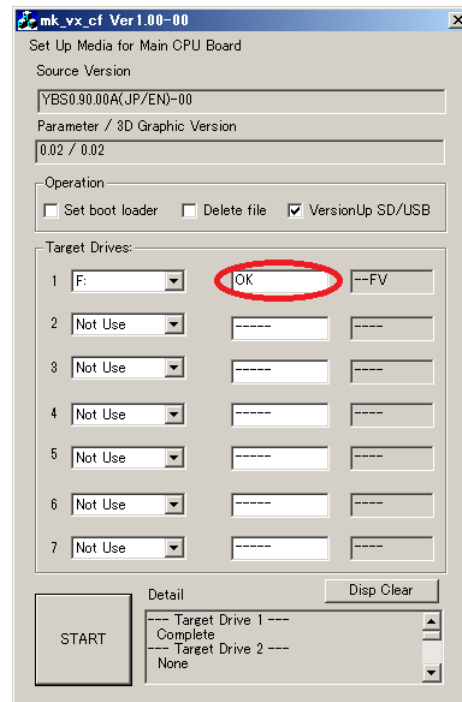 mk_vx_cf Ver1.00-00
Set Up Media for Main CPU Board
Source Version
YBS0.90.00A(JP/EN)-00
Parameter / 3D Graphic Version
0.02 / 0.02
Operation
Set boot loader Delete file VersionUp SD/USB
Target Drives:
1 F: OK --FV
2 Not Use ----- ----
3 Not Use ----- ----
4 Not Use ----- ----
5 Not Use ----- ----
6 Not Use ----- ----
7 Not Use ----- ----
Detail Disp Clear
START
--- Target Drive 1 ---
Complete
--- Target Drive 2 ---
None